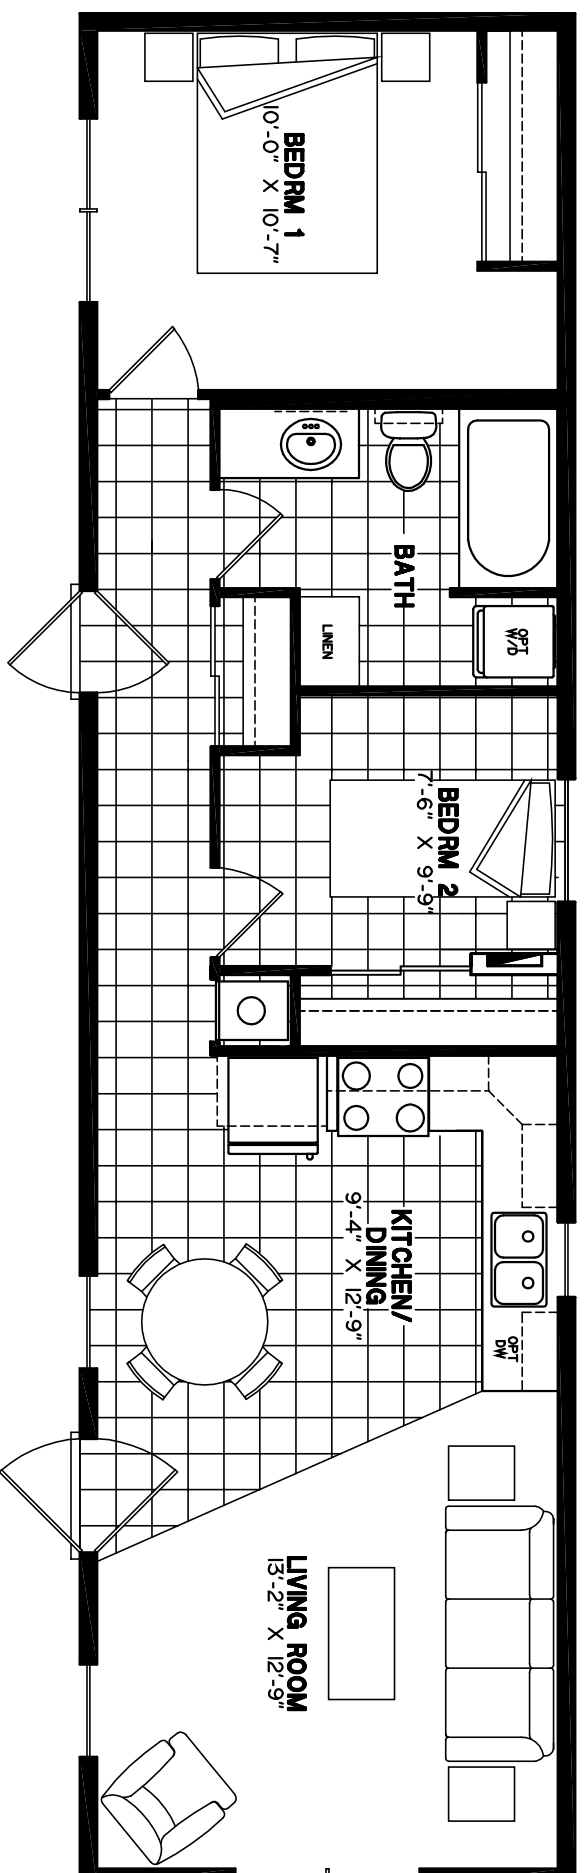 BEDRM 1
10'-0" X 10'-7"
BATH
LINEN
OPT
W/D
BEDRM 2
7'-6" X 9'-9"
KITCHEN/
DINING
9'-4" X 12'-9"
OPT
DW
LIVING ROOM
13'-2" X 12'-9"